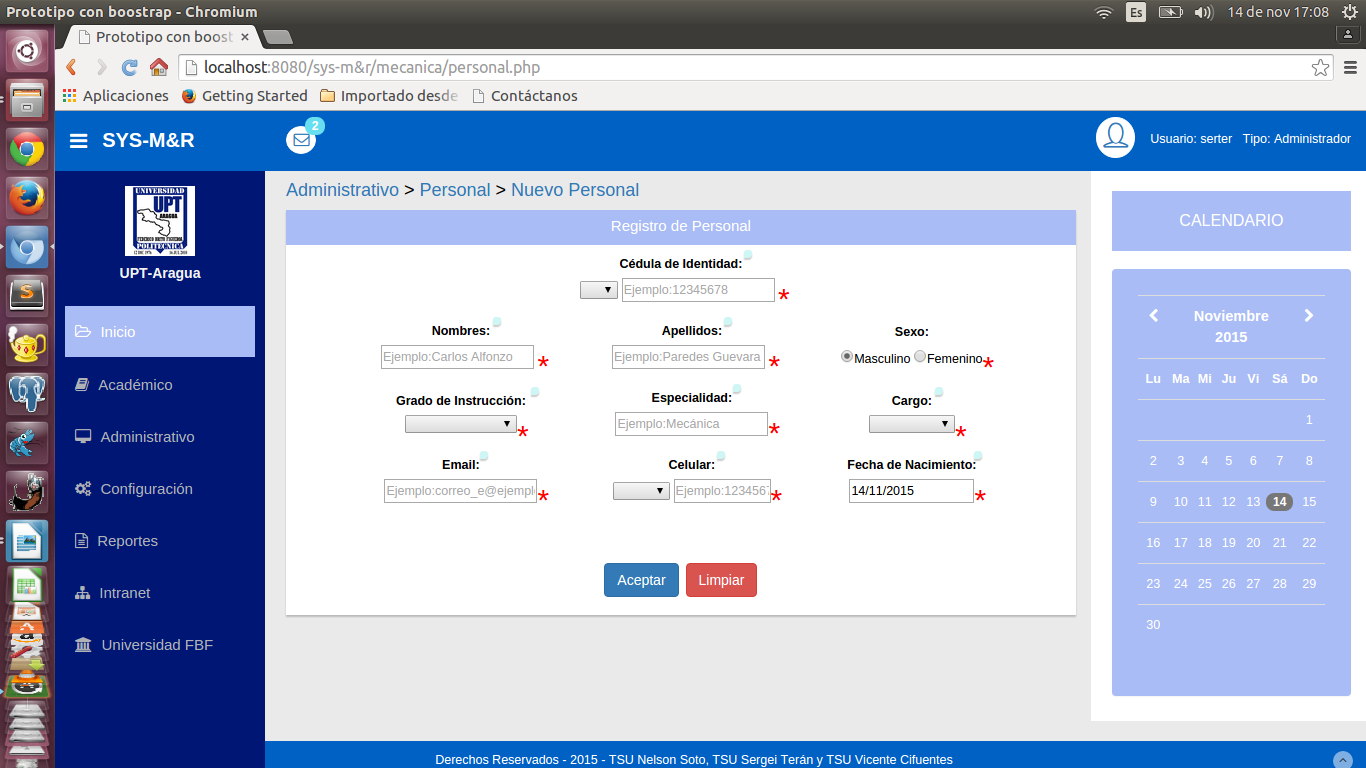 Prototipo con boostrap - Chromium
Es
14 de nov 17:08
Prototipo con boost
localhost:8080/sys-m&r/mecanica/personal.php
Aplicaciones
Getting Started
Importado desde
Contáctanos
SYS-M&R
2
Usuario: serter
Tipo: Administrador
UNIVERSIDAD
UPT
ARAGUA
POLITECNICA
UPT-Aragua
Inicio
Académico
Administrativo
Configuración
Reportes
Intranet
Universidad FBF
Administrativo > Personal > Nuevo Personal
Registro de Personal
Cédula de Identidad:
Ejemplo:12345678 *
Nombres:
Ejemplo:Carlos Alfonzo *
Apellidos:
Ejemplo:Paredes Guevara *
Sexo:
Masculino Femenino *
Grado de Instrucción:
*
Especialidad:
Ejemplo:Mecánica *
Cargo:
*
Email:
Ejemplo:correo_e@ejempl *
Celular:
Ejemplo:1234567 *
Fecha de Nacimiento:
14/11/2015 *
Aceptar
Limpiar
CALENDARIO
Noviembre
2015
Lu Ma Mi Ju Vi Sá Do
1
2 3 4 5 6 7 8
9 10 11 12 13 14 15
16 17 18 19 20 21 22
23 24 25 26 27 28 29
30
Derechos Reservados - 2015 - TSU Nelson Soto, TSU Sergei Terán y TSU Vicente Cifuentes